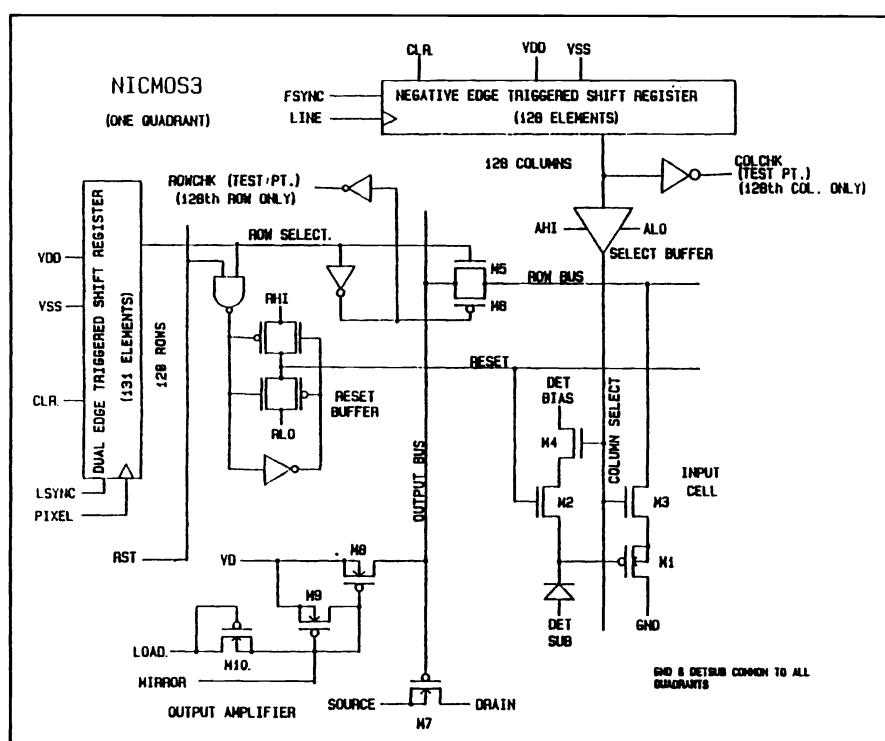 CLR.
VDD
VSS
NICMOS3
(ONE QUADRANT)
FSYNC
LINE
NEGATIVE EDGE TRIGGERED SHIFT REGISTER
(128 ELEMENTS)
128 COLUMNS
COLCHK
(TEST PT.)
(128th COL. ONLY)
ROWCHK (TEST PT.)
(128th ROW ONLY)
AHI
ALO
SELECT BUFFER
ROW SELECT.
M5
M6
ROW BUS
VDD
VSS
CLR.
DUAL EDGE TRIGGERED SHIFT REGISTER
(131 ELEMENTS)
128 ROWS
RHI
RESET
RESET
BUFFER
RLO
DET
BIAS
M4
COLUMN SELECT
OUTPUT BUS
INPUT
CELL
M2
M3
LSYNC
PIXEL
RST
VD
M8
M1
M9
DET
SUB
GND
LOAD.
M10.
MIRROR
OUTPUT AMPLIFIER
SOURCE
DRAIN
M7
GND & DETSUB COMMON TO ALL
QUADRANTS